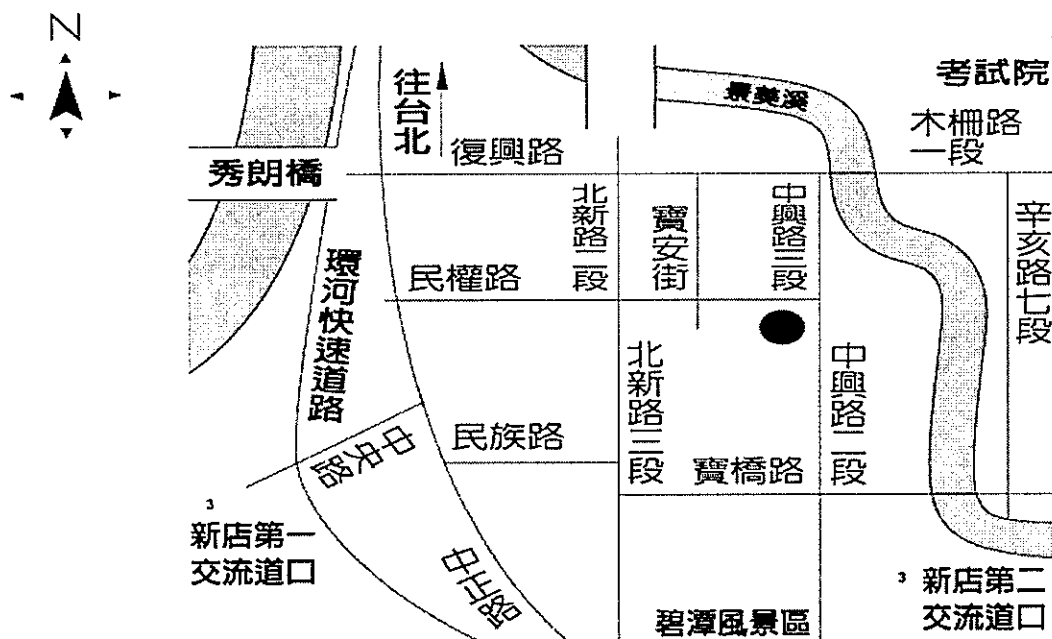 N
往台北
景美溪
考試院
木柵路
一段
復興路
秀朗橋
北新路二段
寶安街
中興路三段
辛亥路七段
環河快速道路
民權路
北新路三段
中興路二段
民族路
中央路
寶橋路
3
新店第一
交流道口
中正路
碧潭風景區
3
新店第二
交流道口